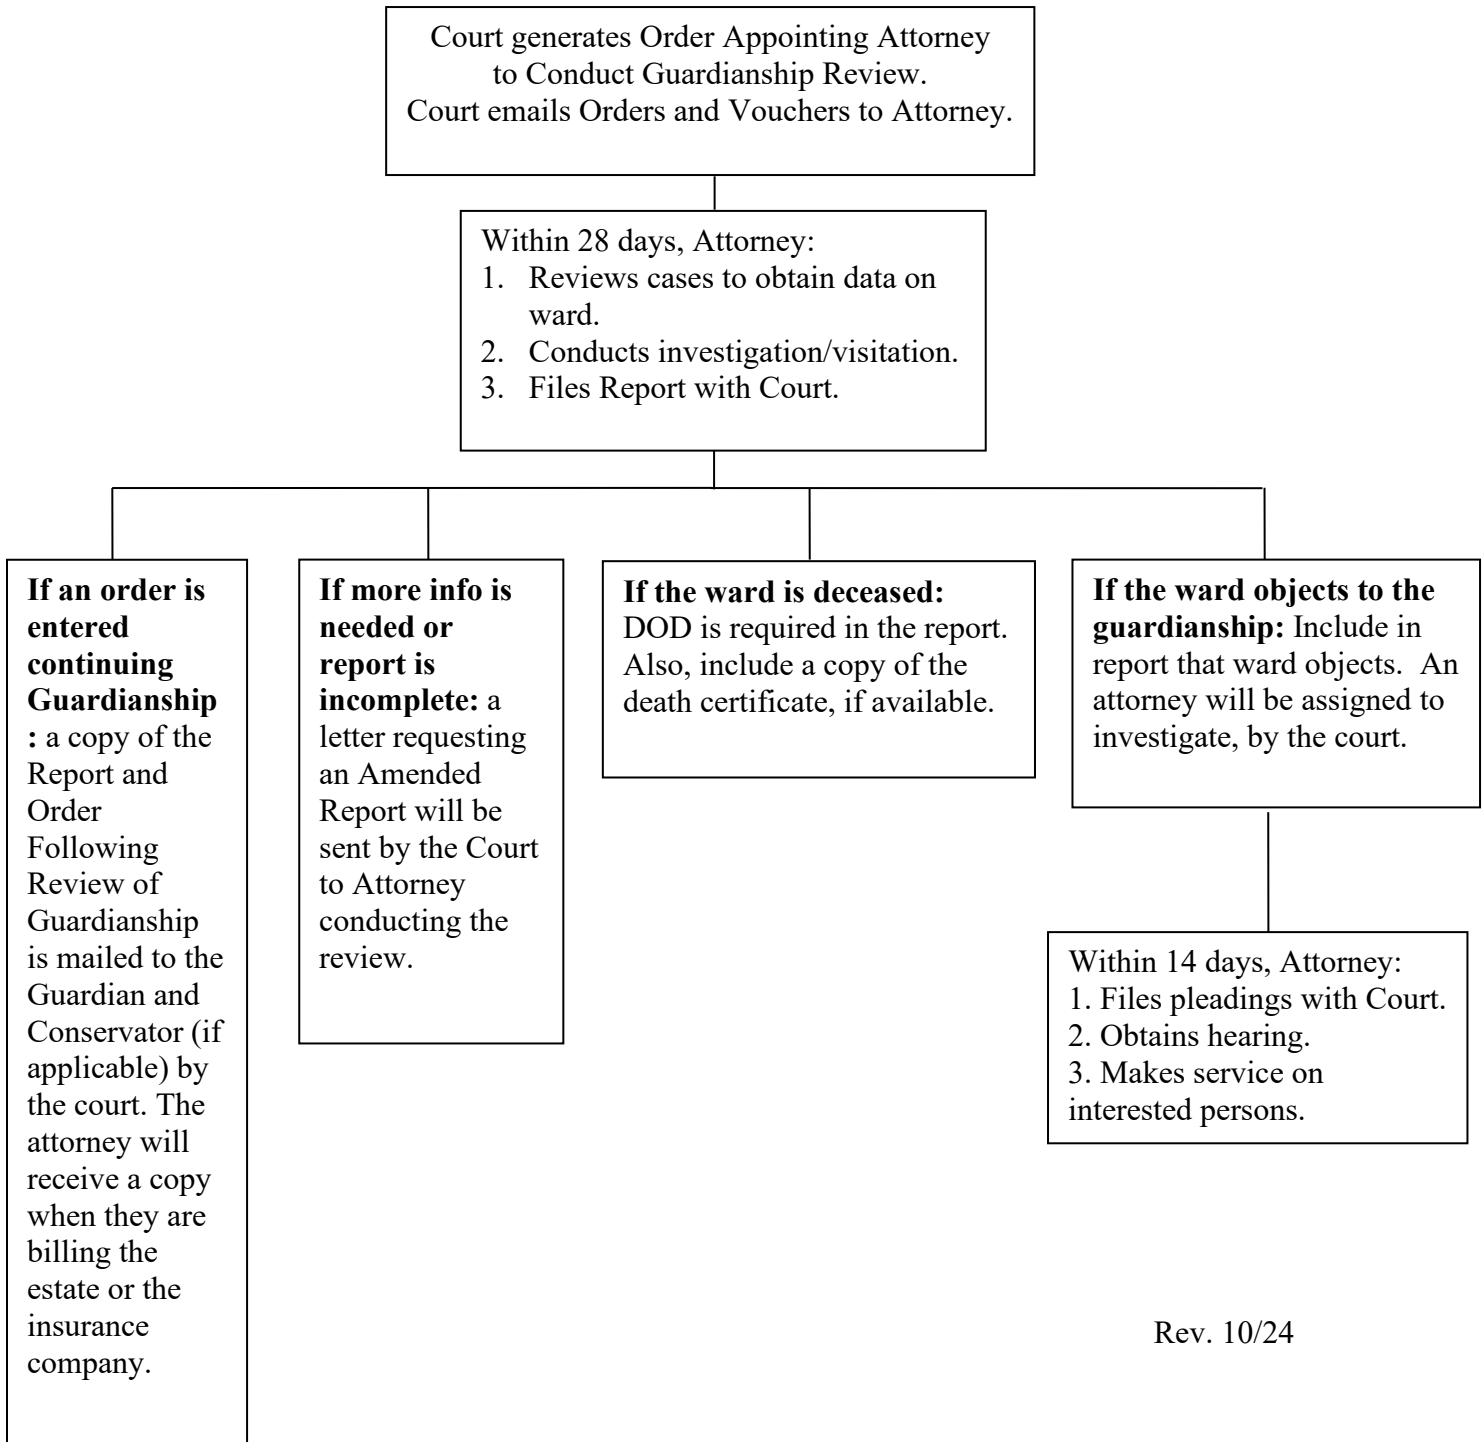 Court generates Order Appointing Attorney
to Conduct Guardianship Review.
Court emails Orders and Vouchers to Attorney.
Within 28 days, Attorney:
1. Reviews cases to obtain data on
ward.
2. Conducts investigation/visitation.
3. Files Report with Court.
If an order is
entered
continuing
Guardianship
: a copy of the
Report and
Order
Following
Review of
Guardianship
is mailed to the
Guardian and
Conservator (if
applicable) by
the court. The
attorney will
receive a copy
when they are
billing the
estate or the
insurance
company.
If more info is
needed or
report is
incomplete: a
letter requesting
an Amended
Report will be
sent by the Court
to Attorney
conducting the
review.
If the ward is deceased:
DOD is required in the report.
Also, include a copy of the
death certificate, if available.
If the ward objects to the
guardianship: Include in
report that ward objects. An
attorney will be assigned to
investigate, by the court.
Within 14 days, Attorney:
1. Files pleadings with Court.
2. Obtains hearing.
3. Makes service on
interested persons.
Rev. 10/24